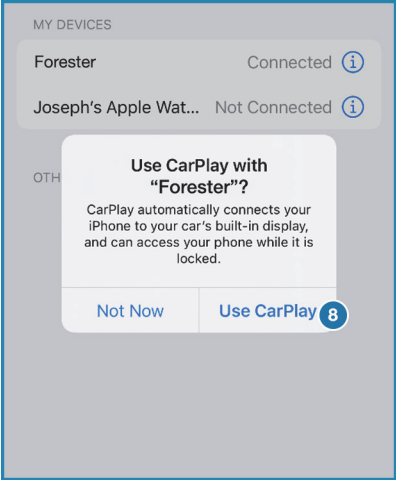 MY DEVICES
Forester Connected
Joseph's Apple Wat... Not Connected
OTH
Use CarPlay with
“Forester”?
CarPlay automatically connects your
iPhone to your car's built-in display,
and can access your phone while it is
locked.
Not Now Use CarPlay 8